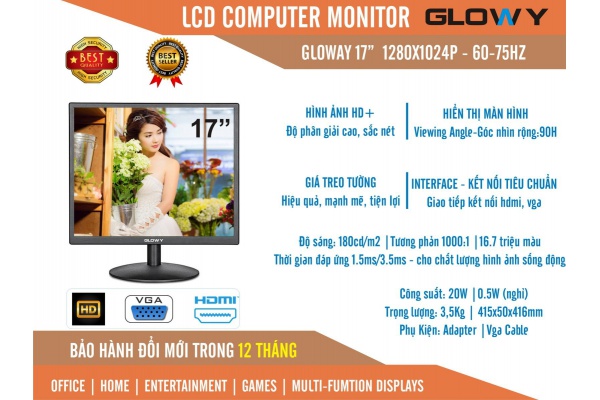 LCD COMPUTER MONITOR GLOWY
GLOWAY 17” 1280X1024P - 60-75HZ
HIGH SECURITY
BEST
QUALITY
HIGH SECURITY
BEST
SELLER
HÌNH ẢNH HD+
Độ phân giải cao, sắc nét
HIỂN THỊ MÀN HÌNH
Viewing Angle-Góc nhìn rộng:90H
17”
GLOWY
GIÁ TREO TƯỜNG
Hiệu quả, mạnh mẽ, tiện lợi
INTERFACE - KẾT NỐI TIÊU CHUẨN
Giao tiếp kết nối hdmi, vga
Độ sáng: 180cd/m2 |Tương phản 1000:1 |16.7 triệu màu
Thời gian đáp ứng 1.5ms/3.5ms - cho chất lượng hình ảnh sống động
HD
VGA
HDMI
Công suất: 20W |0.5W (nghỉ)
Trọng lượng: 3,5Kg | 415x50x416mm
Phụ Kiện: Adapter |Vga Cable
BẢO HÀNH ĐỔI MỚI TRONG 12 THÁNG
OFFICE | HOME | ENTERTAINMENT | GAMES | MULTI-FUMTION DISPLAYS